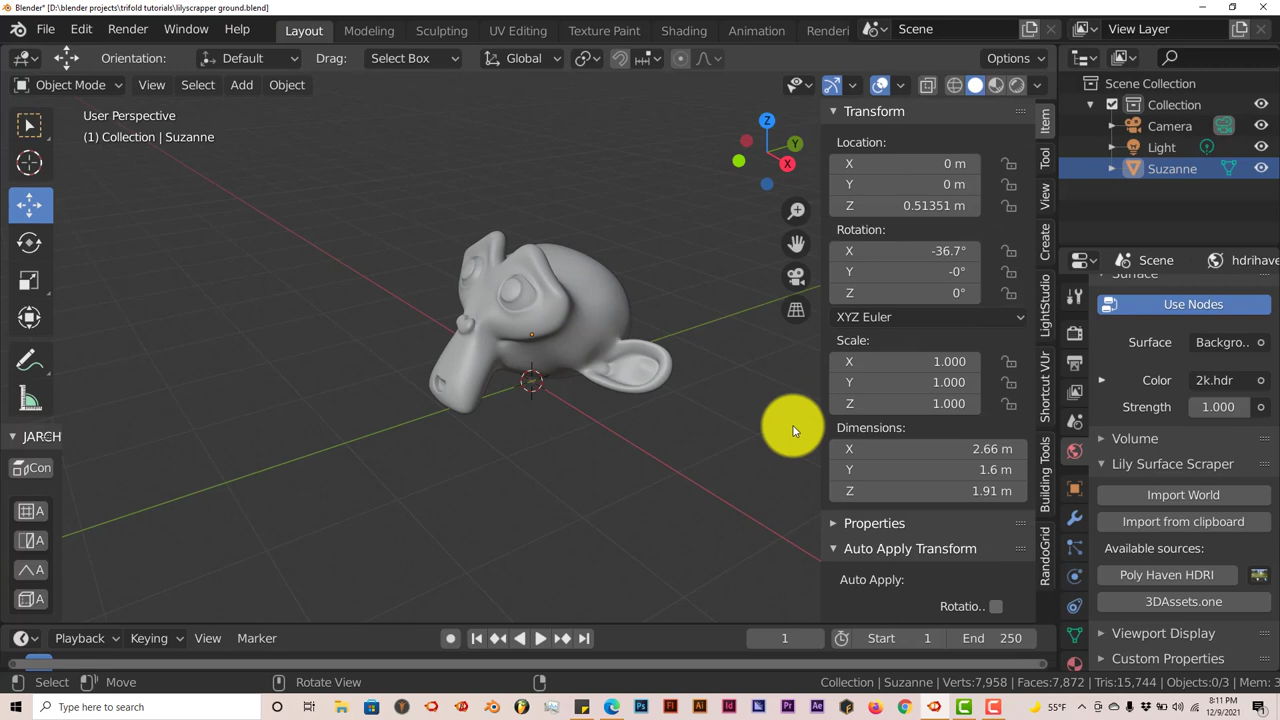 Blender* [D:\blender projects\trifold tutorials\lilyscrapper ground.blend]
File Edit Render Window Help Layout Modeling Sculpting UV Editing Texture Paint Shading Animation Renderi Scene View Layer
Orientation: Default Drag: Select Box Global Options
Object Mode View Select Add Object
User Perspective
(1) Collection | Suzanne
Z
Y
X
Transform
Location:
X 0 m
Y 0 m
Z 0.51351 m
Rotation:
X -36.7°
Y -0°
Z 0°
XYZ Euler
Scale:
X 1.000
Y 1.000
Z 1.000
Dimensions:
X 2.66 m
Y 1.6 m
Z 1.91 m
Properties
Auto Apply Transform
Auto Apply:
Rotatio..
Item
Tool
View
Create
LightStudio
Shortcut VUr
Building Tools
RandoGrid
Scene Collection
Collection
Camera
Light
Suzanne
Scene hdrihave
Surface
Use Nodes
Surface Backgro..
Color 2k.hdr
Strength 1.000
Volume
Lily Surface Scraper
Import World
Import from clipboard
Available sources:
Poly Haven HDRI
3DAssets.one
Viewport Display
Custom Properties
JARCH
Con
A
A
A
A
Playback Keying View Marker 1 Start 1 End 250
Select Move Rotate View Collection | Suzanne | Verts:7,958 | Faces:7,872 | Tris:15,744 | Objects:0/3 | Mem: 3
Type here to search 55°F 8:11 PM
12/9/2021